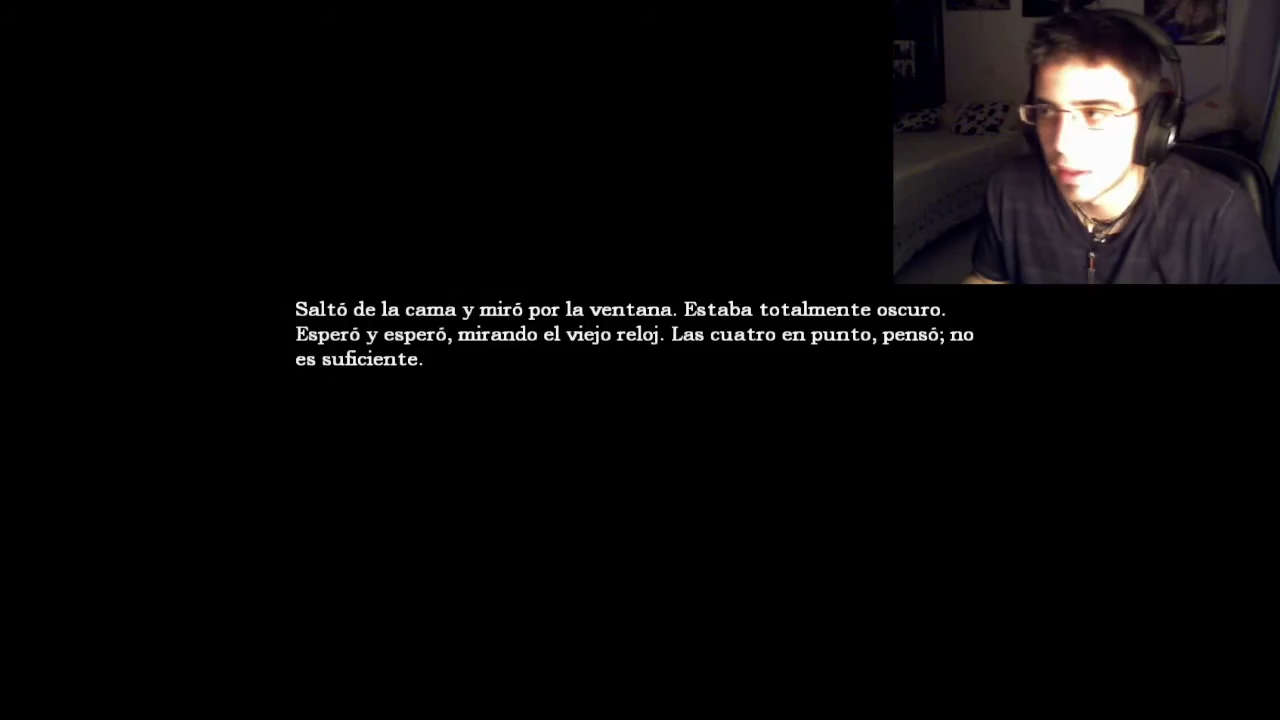 Saltó de la cama y miró por la ventana. Estaba totalmente oscuro.
Esperó y esperó, mirando el viejo reloj. Las cuatro en punto, pensó; no
es suficiente.